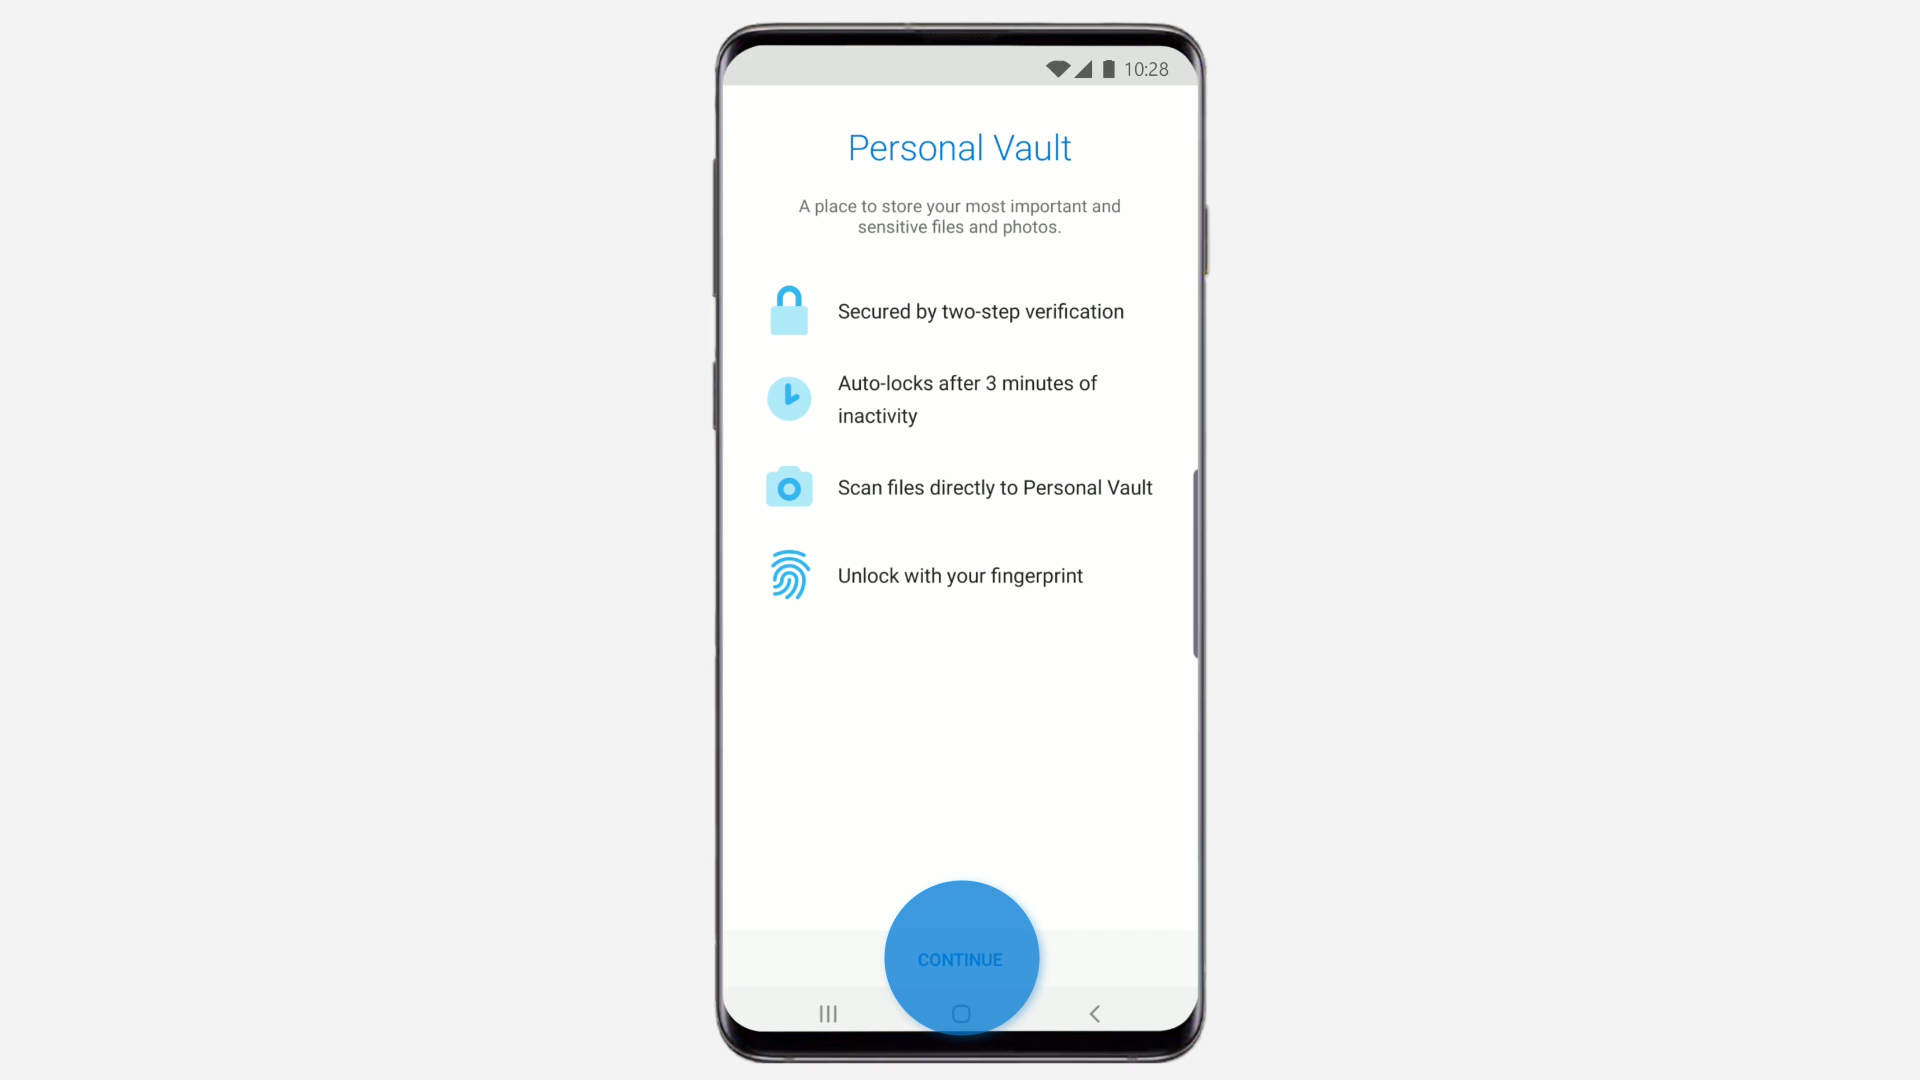 10:28
Personal Vault
A place to store your most important and
sensitive files and photos.
Secured by two-step verification
Auto-locks after 3 minutes of
inactivity
Scan files directly to Personal Vault
Unlock with your fingerprint
CONTINUE